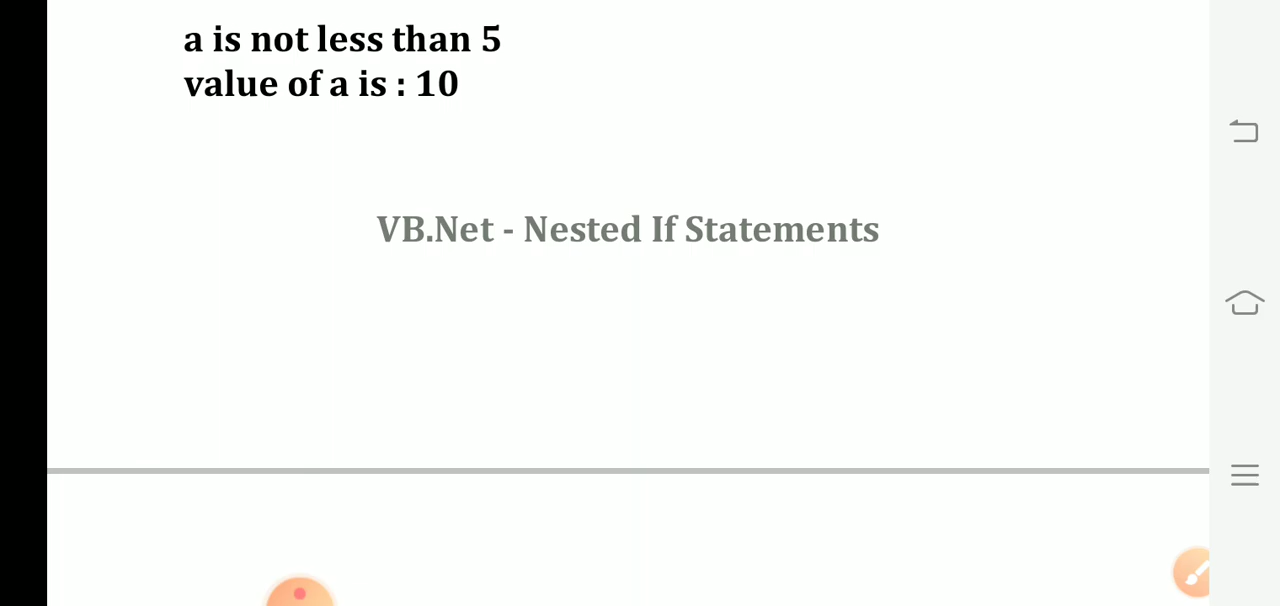 a is not less than 5
value of a is : 10
VB.Net - Nested If Statements